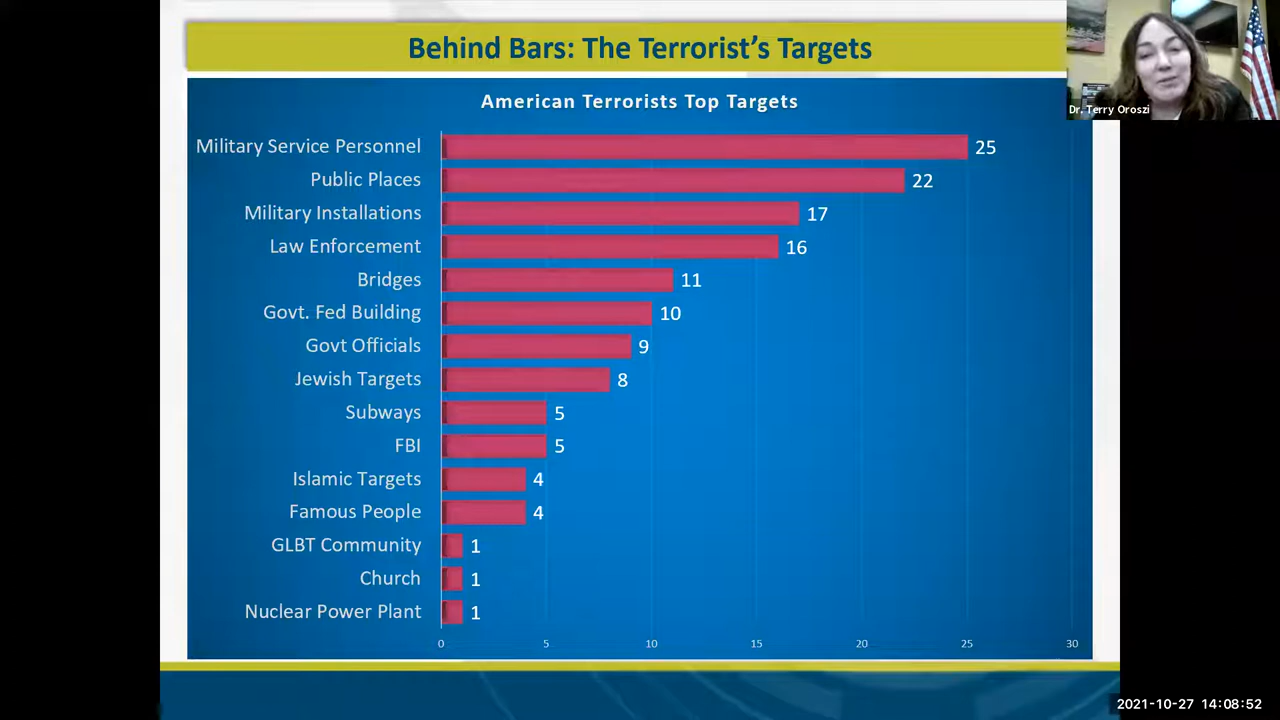 Behind Bars: The Terrorist's Targets
Dr. Terry Oroszi
American Terrorists Top Targets
Military Service Personnel 25
Public Places 22
Military Installations 17
Law Enforcement 16
Bridges 11
Govt. Fed Building 10
Govt Officials 9
Jewish Targets 8
Subways 5
FBI 5
Islamic Targets 4
Famous People 4
GLBT Community 1
Church 1
Nuclear Power Plant 1
0 5 10 15 20 25 30
2021-10-27 14:08:52